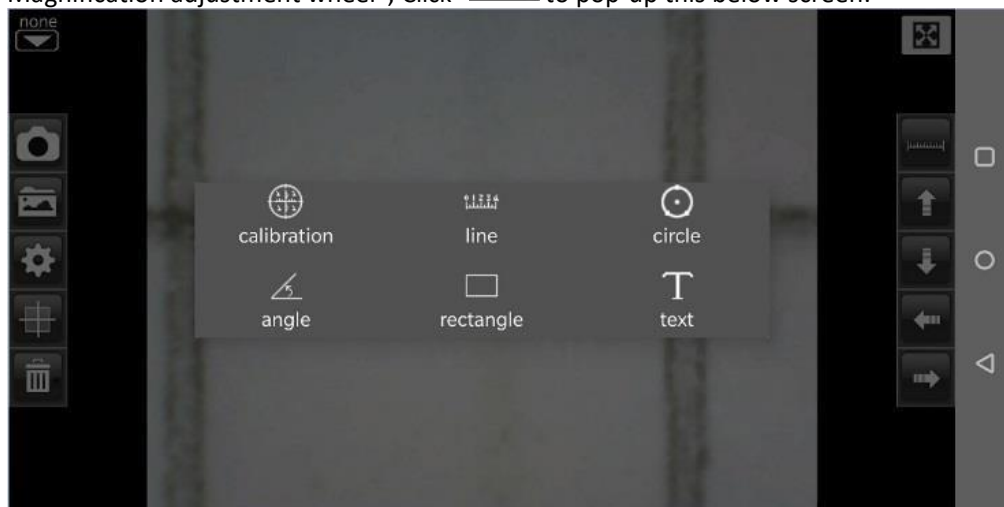 Magnification adjustment wheel", Click to pop-up this below screen:
none
calibration
line
circle
angle
rectangle
text